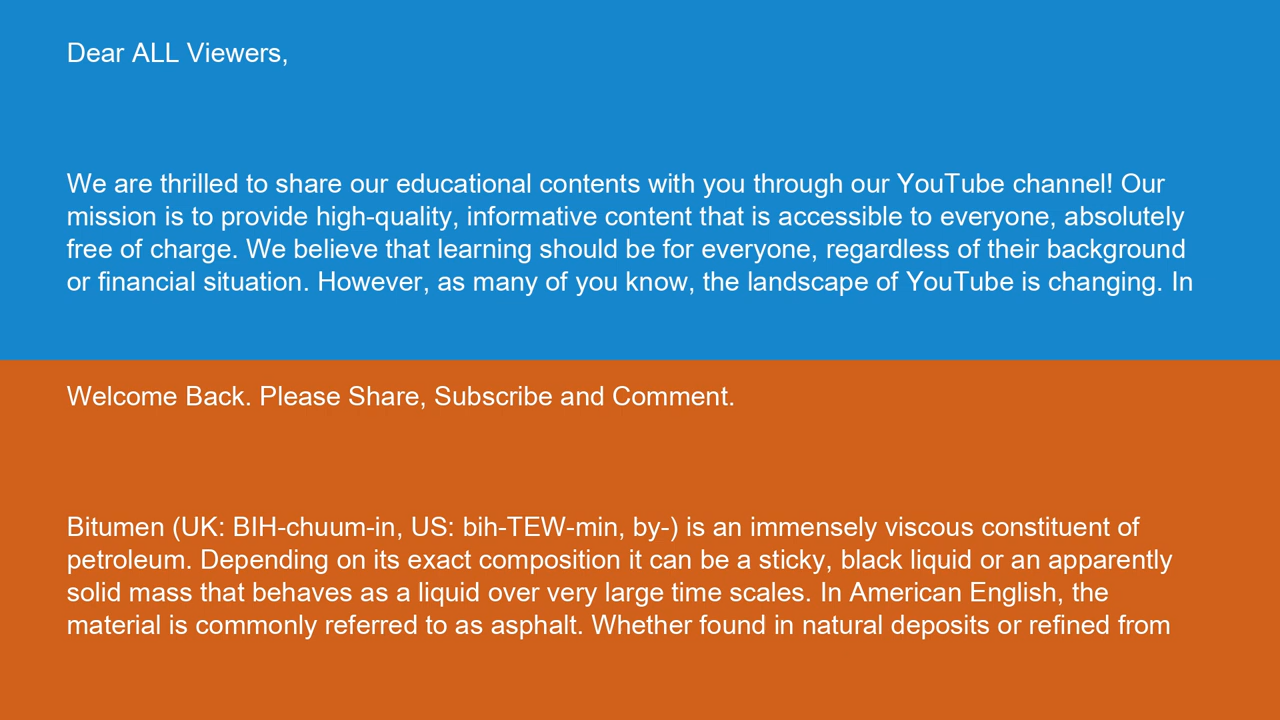 Dear ALL Viewers,
We are thrilled to share our educational contents with you through our YouTube channel! Our
mission is to provide high-quality, informative content that is accessible to everyone, absolutely
free of charge. We believe that learning should be for everyone, regardless of their background
or financial situation. However, as many of you know, the landscape of YouTube is changing. In
Welcome Back. Please Share, Subscribe and Comment.
Bitumen (UK: BIH-chuum-in, US: bih-TEW-min, by-) is an immensely viscous constituent of
petroleum. Depending on its exact composition it can be a sticky, black liquid or an apparently
solid mass that behaves as a liquid over very large time scales. In American English, the
material is commonly referred to as asphalt. Whether found in natural deposits or refined from